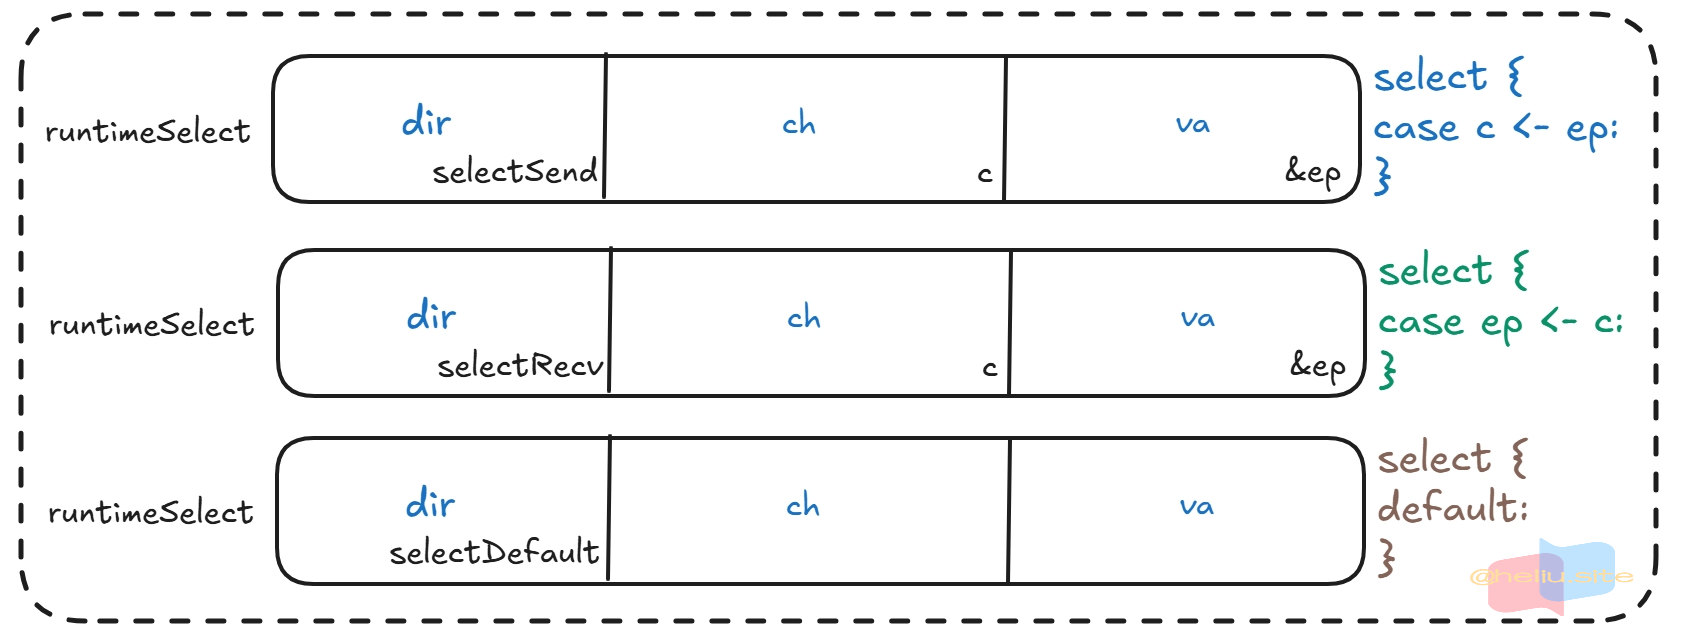 runtimeSelect
dir
ch
va
selectSend
c
&ep
select {
case c <- ep:
}
runtimeSelect
dir
ch
va
selectRecv
c
&ep
select {
case ep <- c:
}
runtimeSelect
dir
ch
va
selectDefault
select {
default:
}
@heliu.site